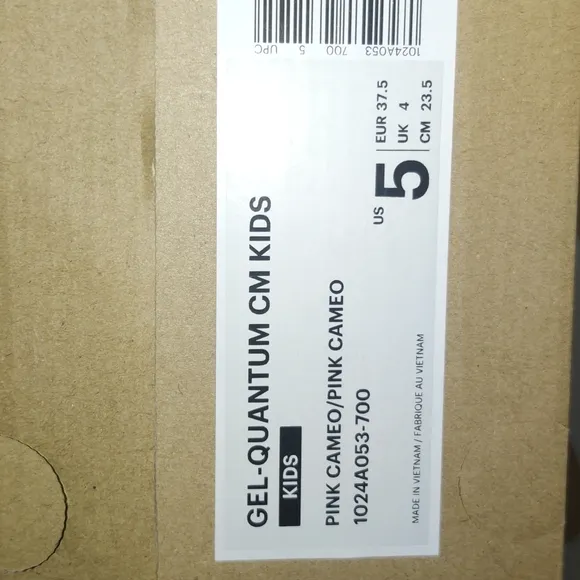 GEL-QUANTUM CM KIDS
KIDS
PINK CAMEO/PINK CAMEO
1024A053-700
MADE IN VIETNAM / FABRIQUE AU VIETNAM
US 5
EUR 37.5
UK 4
CM 23.5
1024A053 700 5 UPC